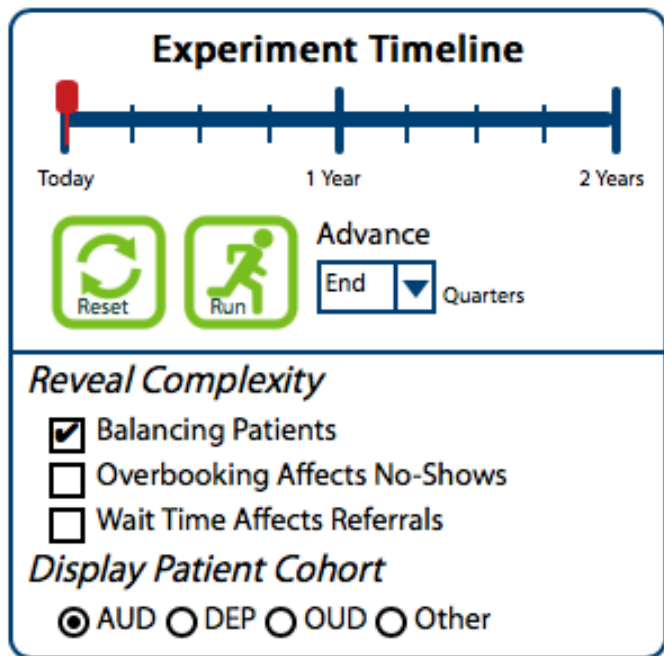 Experiment Timeline
Today 1 Year 2 Years
Advance
Reset Run End Quarters
Reveal Complexity
Balancing Patients
Overbooking Affects No-Shows
Wait Time Affects Referrals
Display Patient Cohort
AUD DEP OUD Other